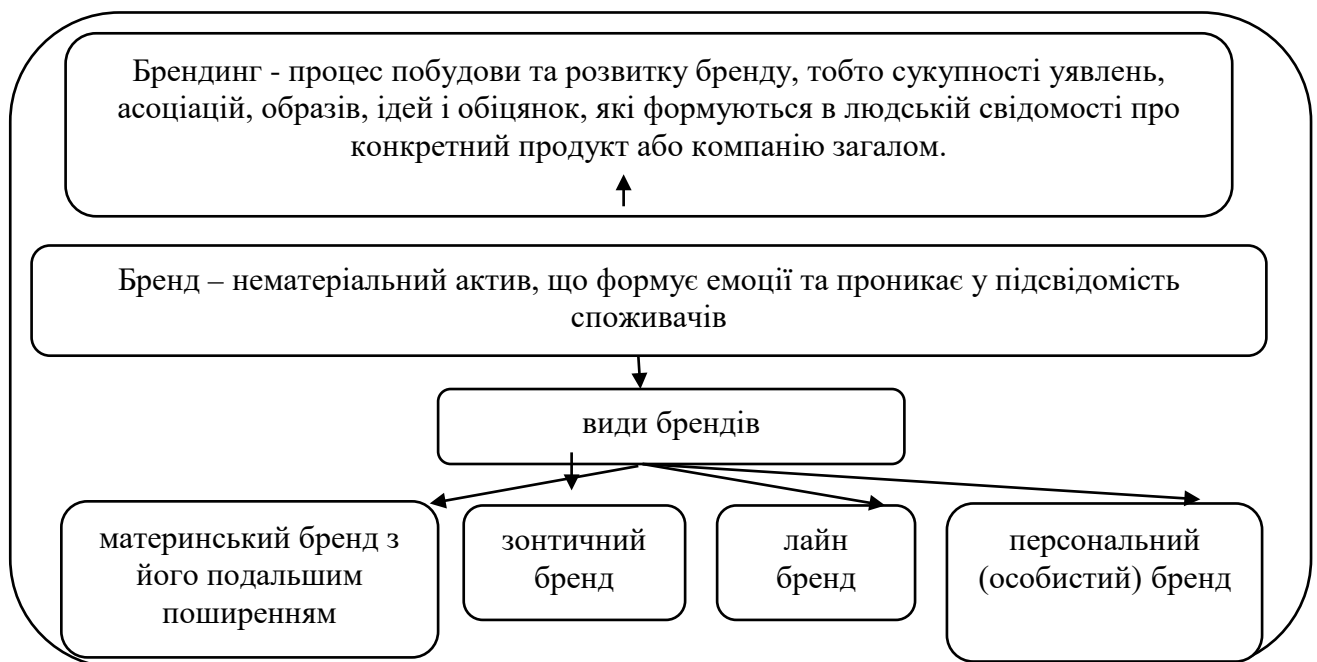 Брендинг - процес побудови та розвитку бренду, тобто сукупності уявлень,
асоціацій, образів, ідей і обіцянок, які формуються в людській свідомості про
конкретний продукт або компанію загалом.
Бренд – нематеріальний актив, що формує емоції та проникає у підсвідомість
споживачів
види брендів
материнський бренд з
його подальшим
поширенням
зонтичний
бренд
лайн
бренд
персональний
(особистий) бренд